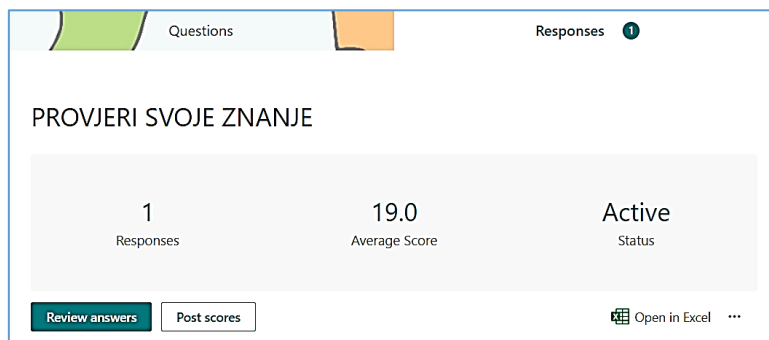 Questions
Responses 1
PROVJERI SVOJE ZNANJE
1 19.0 Active
Responses Average Score Status
Review answers Post scores Open in Excel ...